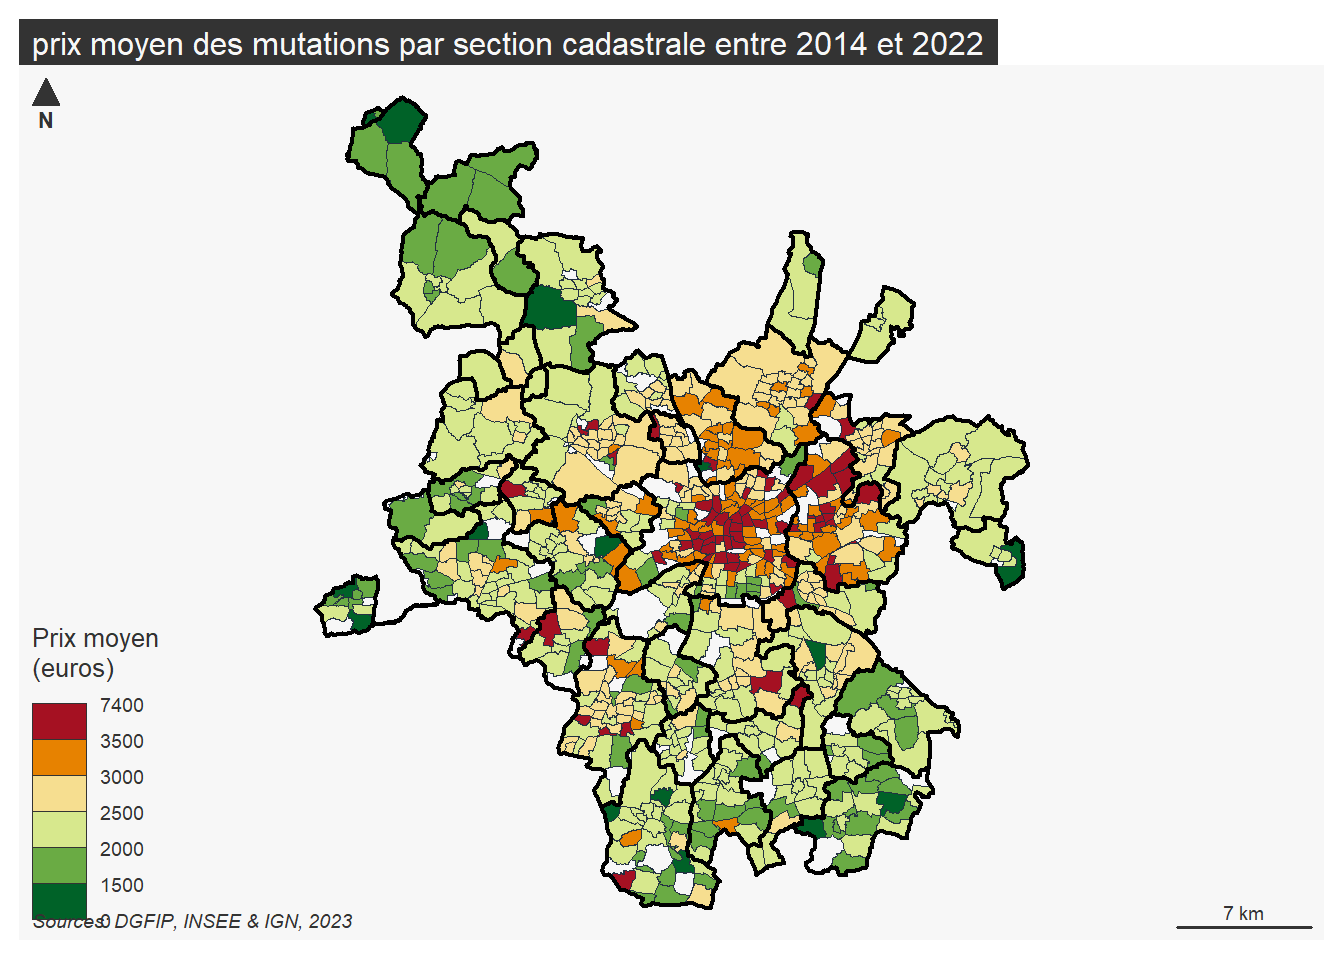 prix moyen des mutations par section cadastrale entre 2014 et 2022
N
Prix moyen
(euros)
7400
3500
3000
2500
2000
1500
0
Sources: DGFIP, INSEE & IGN, 2023
7 km